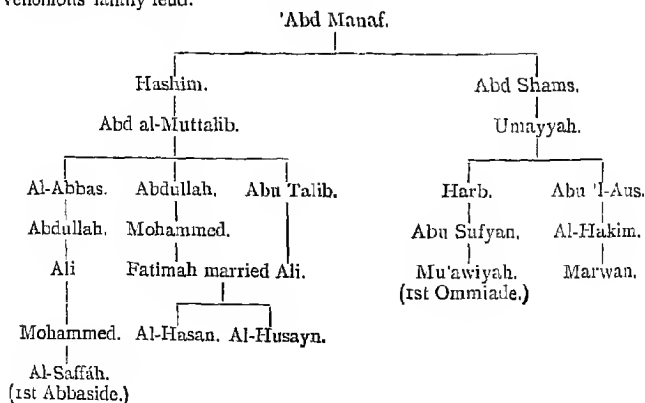 venomous family feud.
'Abd Manaf.
Hashim. Abd Shams.
Abd al-Muttalib. Umayyah.
Al-Abbas. Abdullah. Abu Talib. Harb. Abu 'l-Aus.
Abdullah. Mohammed. Abu Sufyan. Al-Hakim.
Ali Fatimah married Ali. Mu'awiyah. Marwan.
(1st Ommiade.)
Mohammed. Al-Hasan. Al-Husayn.
Al-Saffáh.
(1st Abbaside.)